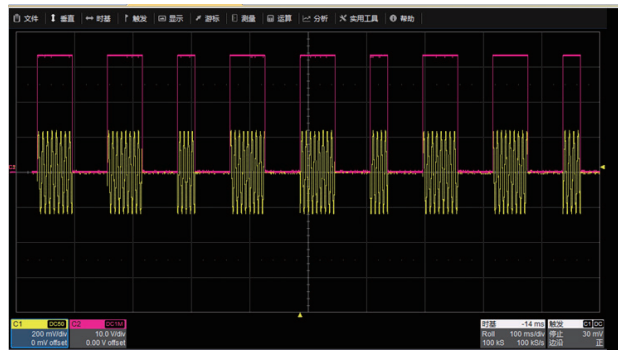 文件 垂直 时基 触发 显示 游标 测量 运算 分析 实用工具 帮助
C2
C1 DC50 C2 DC1M
200 mV/div 10.0 V/div
0 mV offset 0.00 V offset
时基 -14 ms 触发 C1 DC
Roll 100 ms/div 停止 30 mV
100 kS 100 kS/s 边沿 正